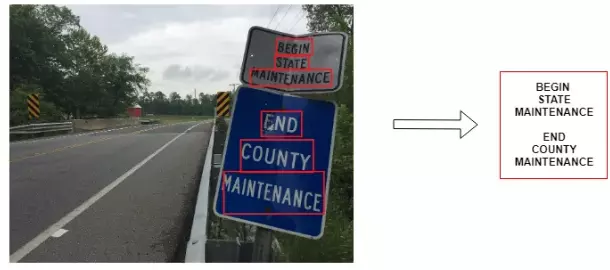 BEGIN
STATE
MAINTENANCE
END
COUNTY
MAINTENANCE
BEGIN
STATE
MAINTENANCE
END
COUNTY
MAINTENANCE